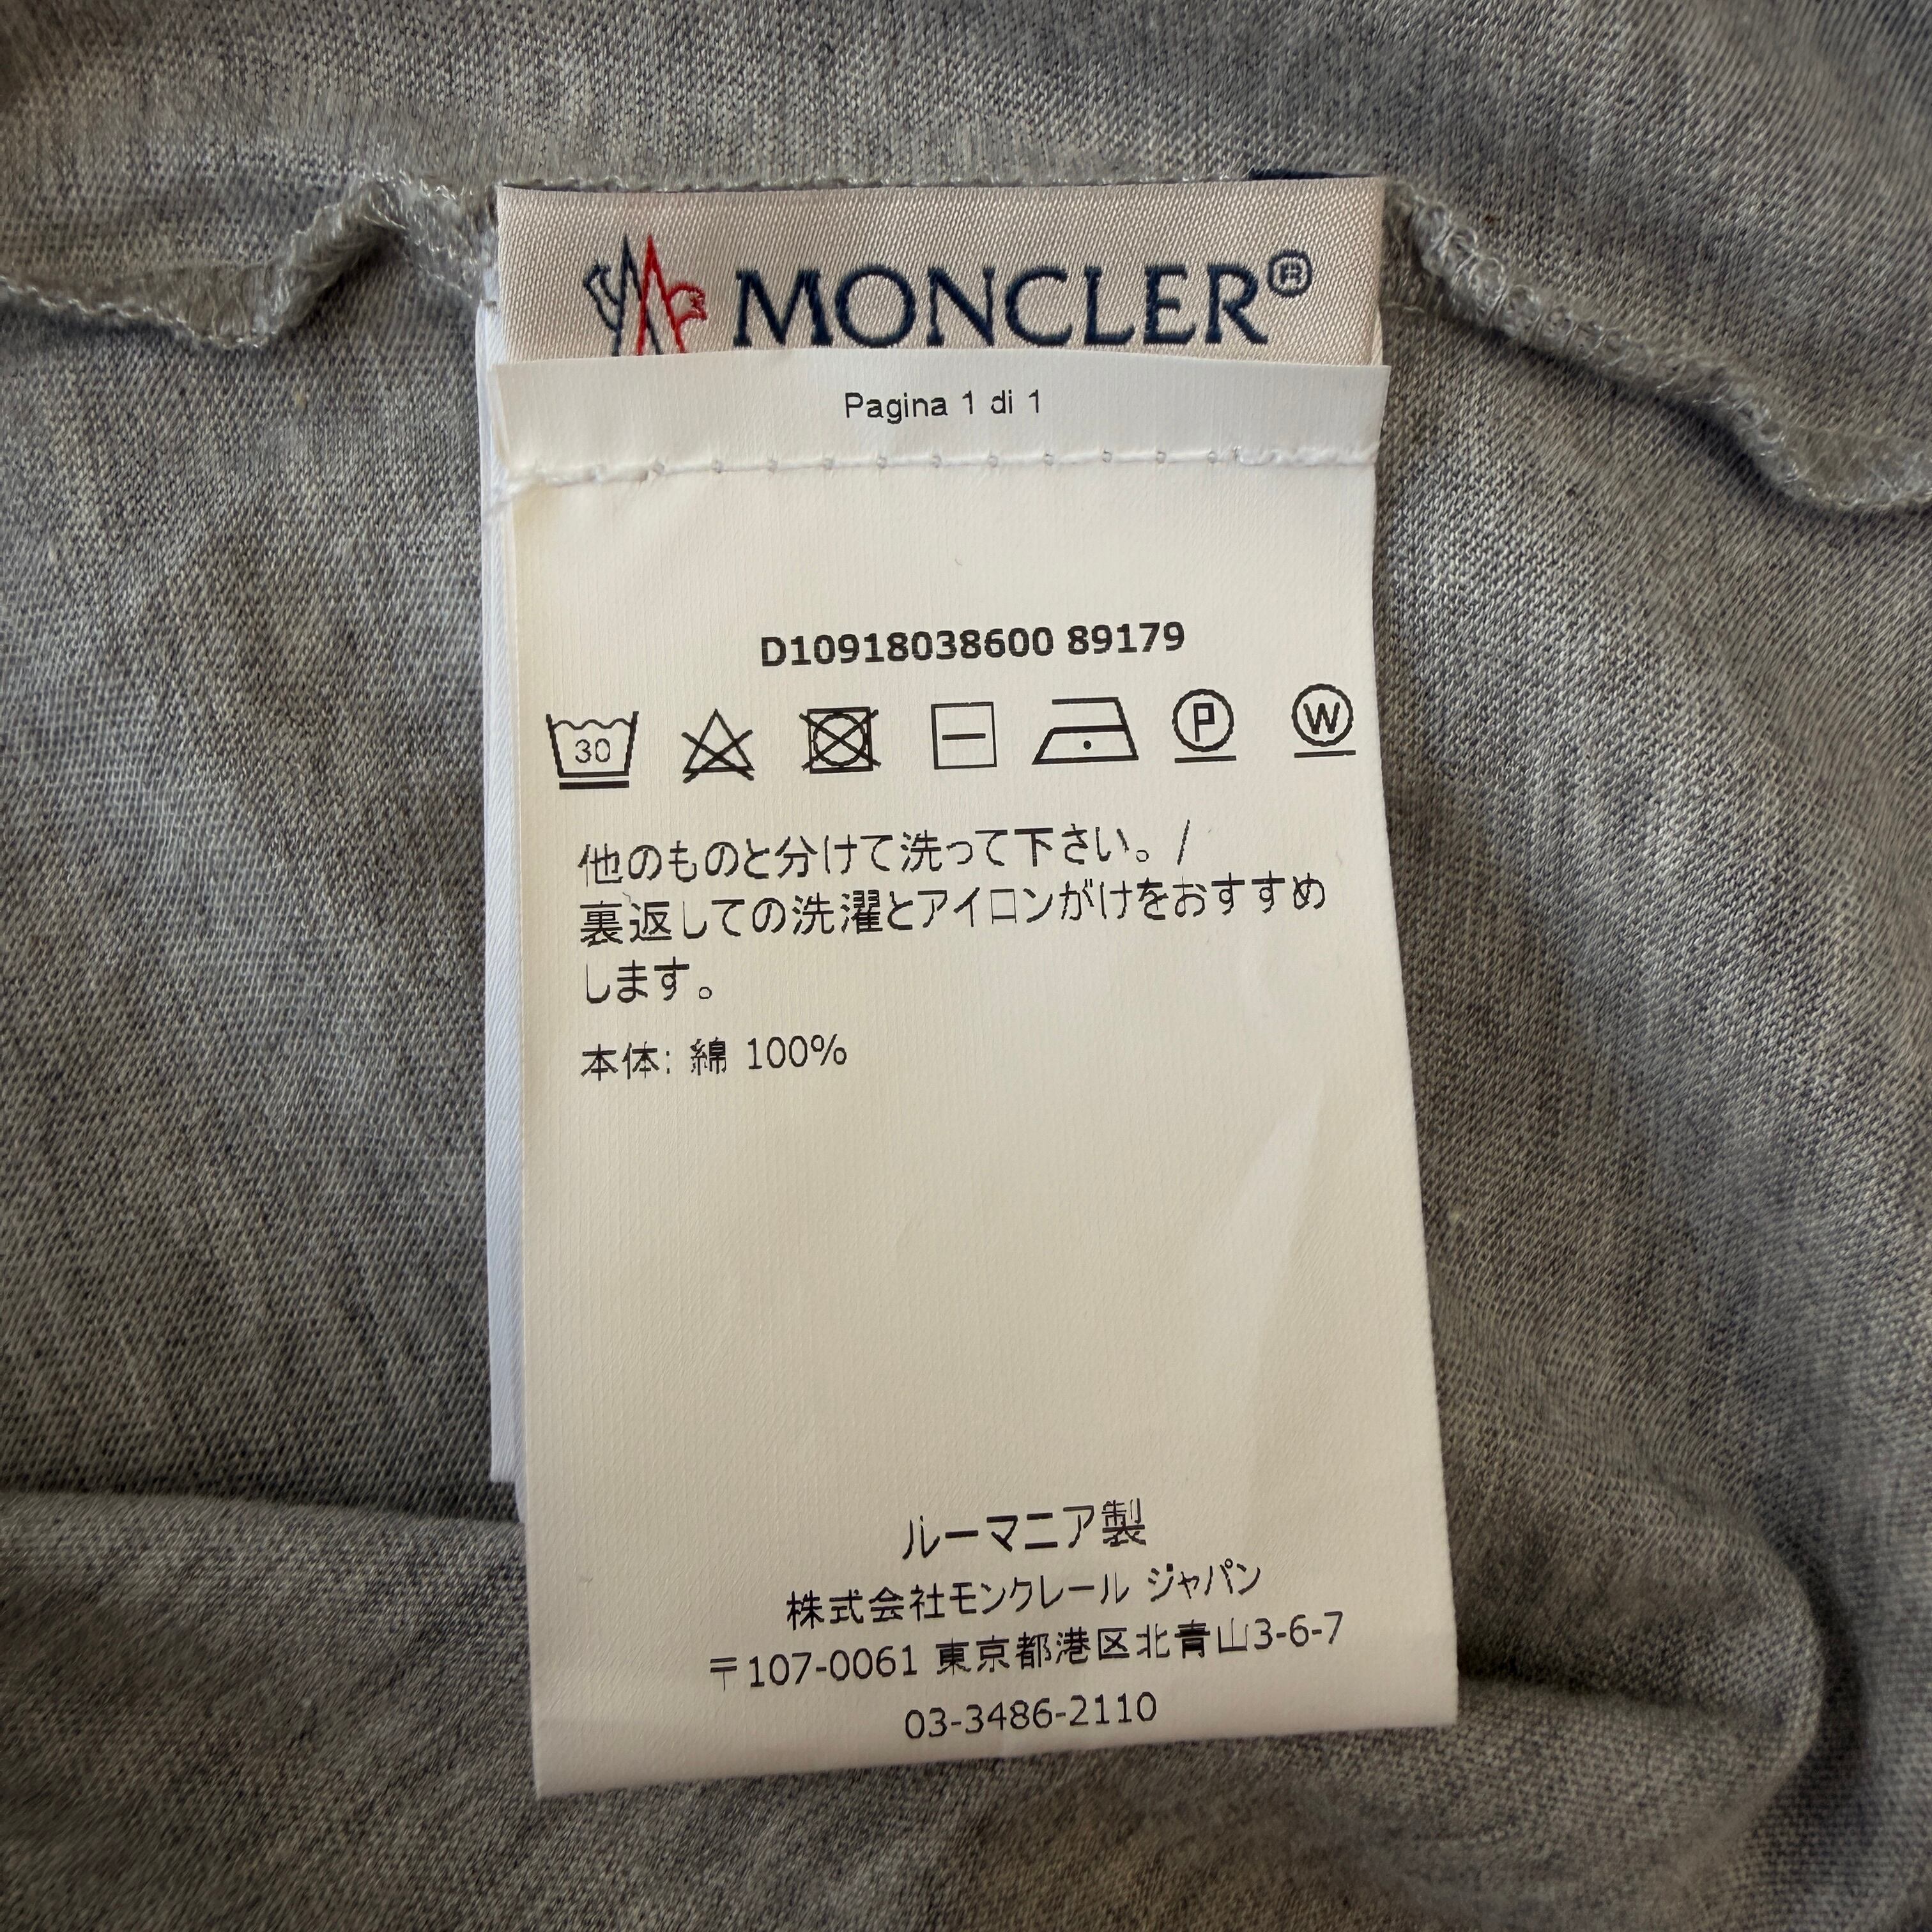 MONCLER®
Pagina 1 di 1
D10918038600 89179
30
P
W
他のものと分けて洗って下さい。/
裏返しての洗濯とアイロンがけをおすすめ
します。
本体: 綿 100%
ルーマニア製
株式会社モンクレール ジャパン
〒107-0061 東京都港区北青山3-6-7
03-3486-2110